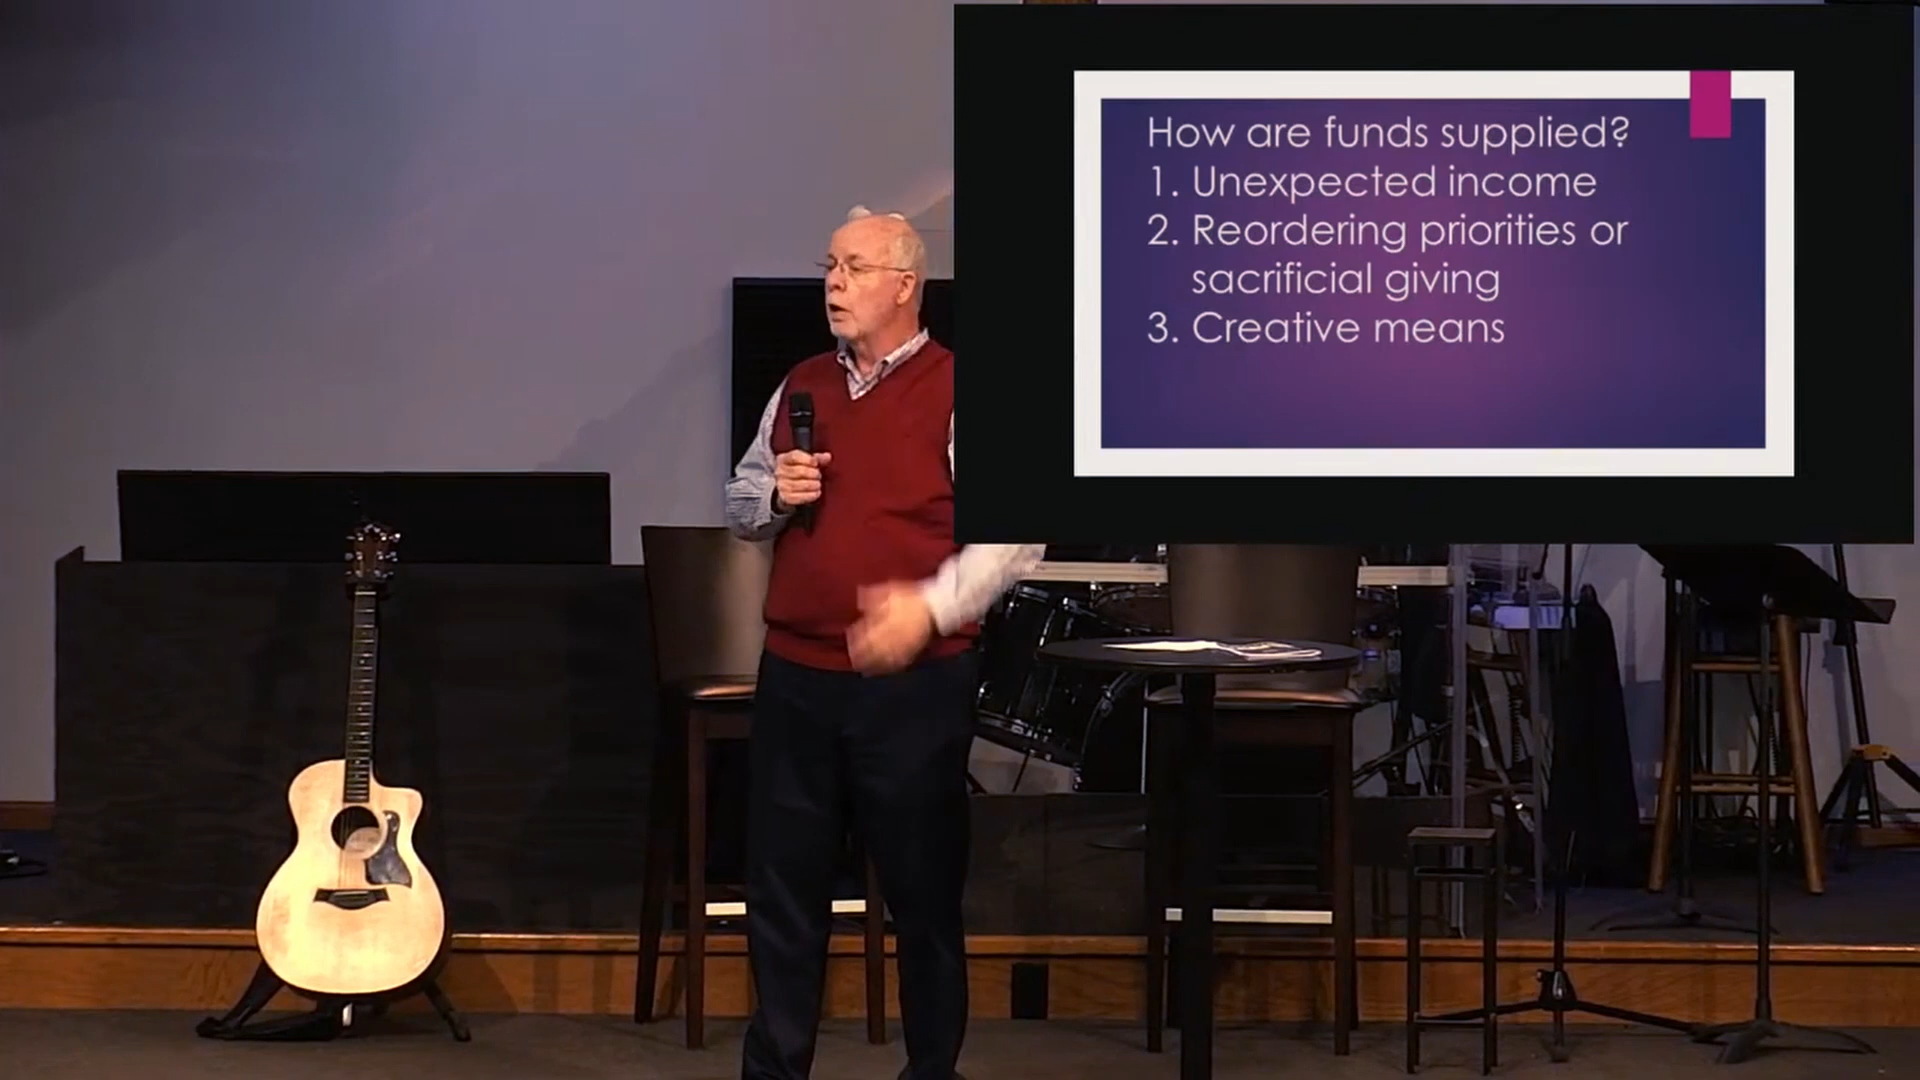 How are funds supplied?
1. Unexpected income
2. Reordering priorities or
sacrificial giving
3. Creative means